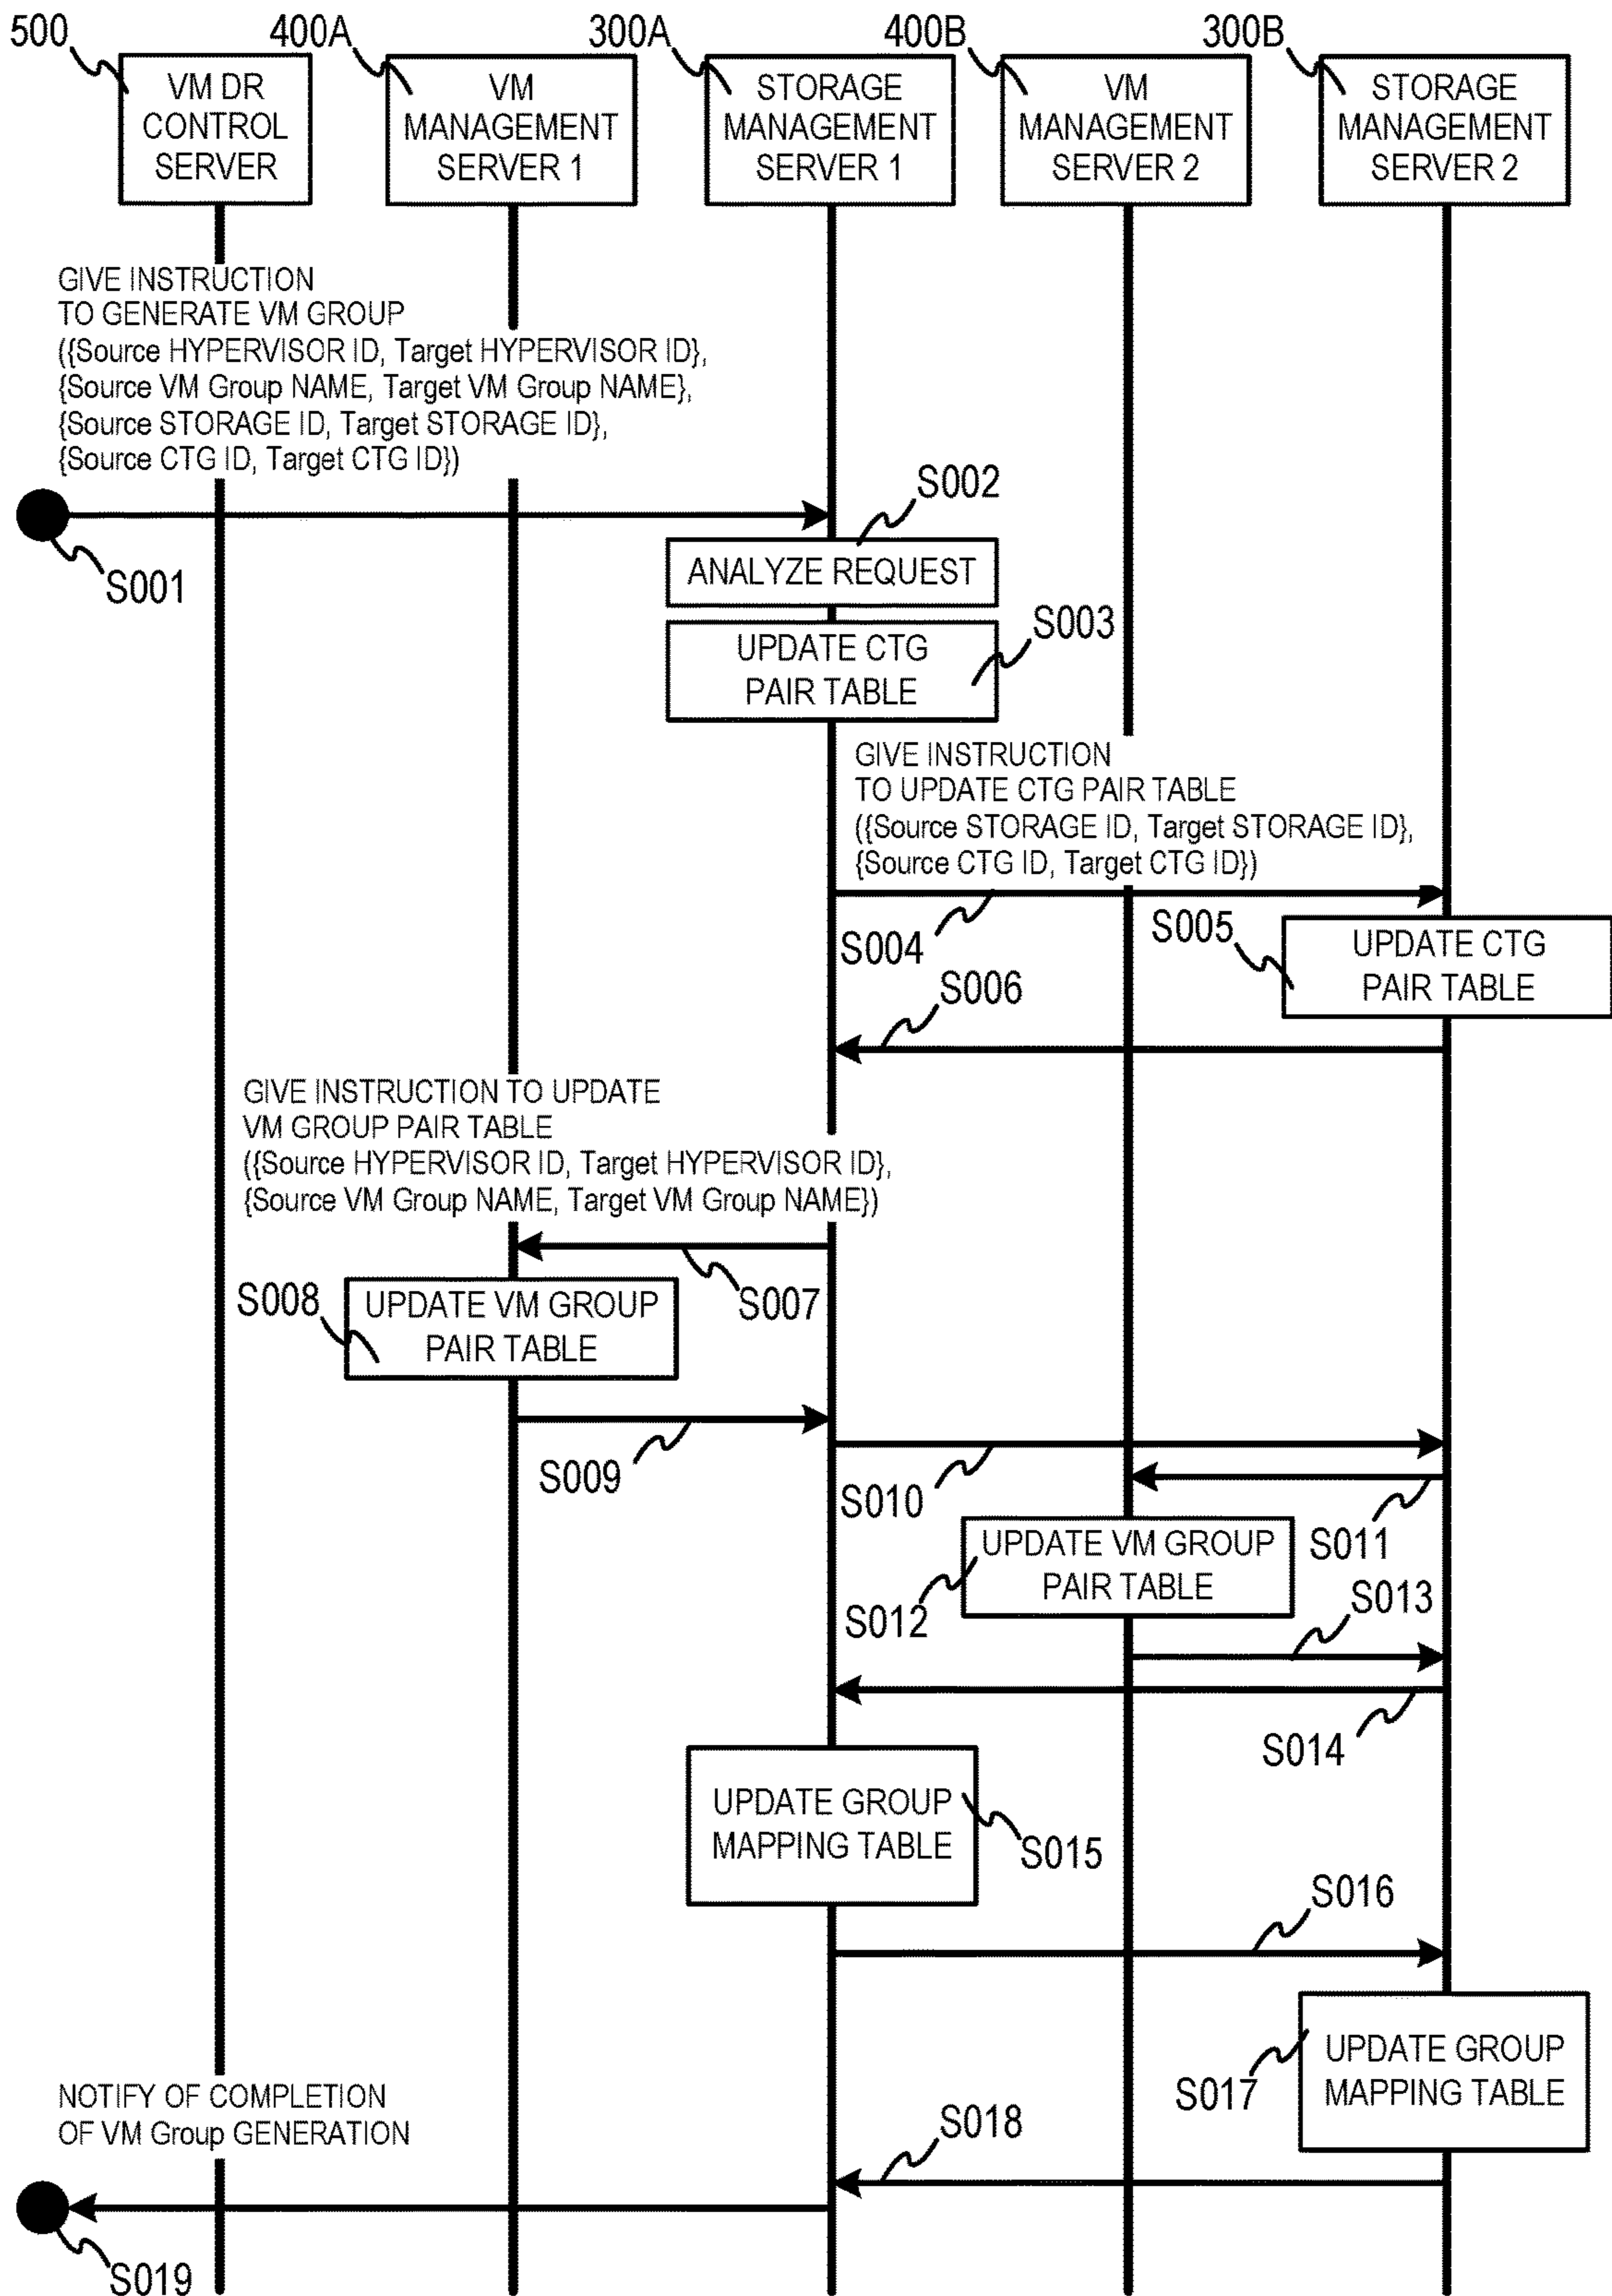 500
400A
300A
400B
300B
VM DR
CONTROL
SERVER
VM
MANAGEMENT
SERVER 1
STORAGE
MANAGEMENT
SERVER 1
VM
MANAGEMENT
SERVER 2
STORAGE
MANAGEMENT
SERVER 2
GIVE INSTRUCTION
TO GENERATE VM GROUP
({Source HYPERVISOR ID, Target HYPERVISOR ID},
{Source VM Group NAME, Target VM Group NAME},
{Source STORAGE ID, Target STORAGE ID},
{Source CTG ID, Target CTG ID})
S001
S002
ANALYZE REQUEST
S003
UPDATE CTG
PAIR TABLE
GIVE INSTRUCTION
TO UPDATE CTG PAIR TABLE
({Source STORAGE ID, Target STORAGE ID},
{Source CTG ID, Target CTG ID})
S004
S005
UPDATE CTG
PAIR TABLE
S006
GIVE INSTRUCTION TO UPDATE
VM GROUP PAIR TABLE
({Source HYPERVISOR ID, Target HYPERVISOR ID},
{Source VM Group NAME, Target VM Group NAME})
S007
S008
UPDATE VM GROUP
PAIR TABLE
S009
S010
S011
UPDATE VM GROUP
PAIR TABLE
S012
S013
S014
UPDATE GROUP
MAPPING TABLE
S015
S016
UPDATE GROUP
MAPPING TABLE
S017
NOTIFY OF COMPLETION
OF VM Group GENERATION
S018
S019